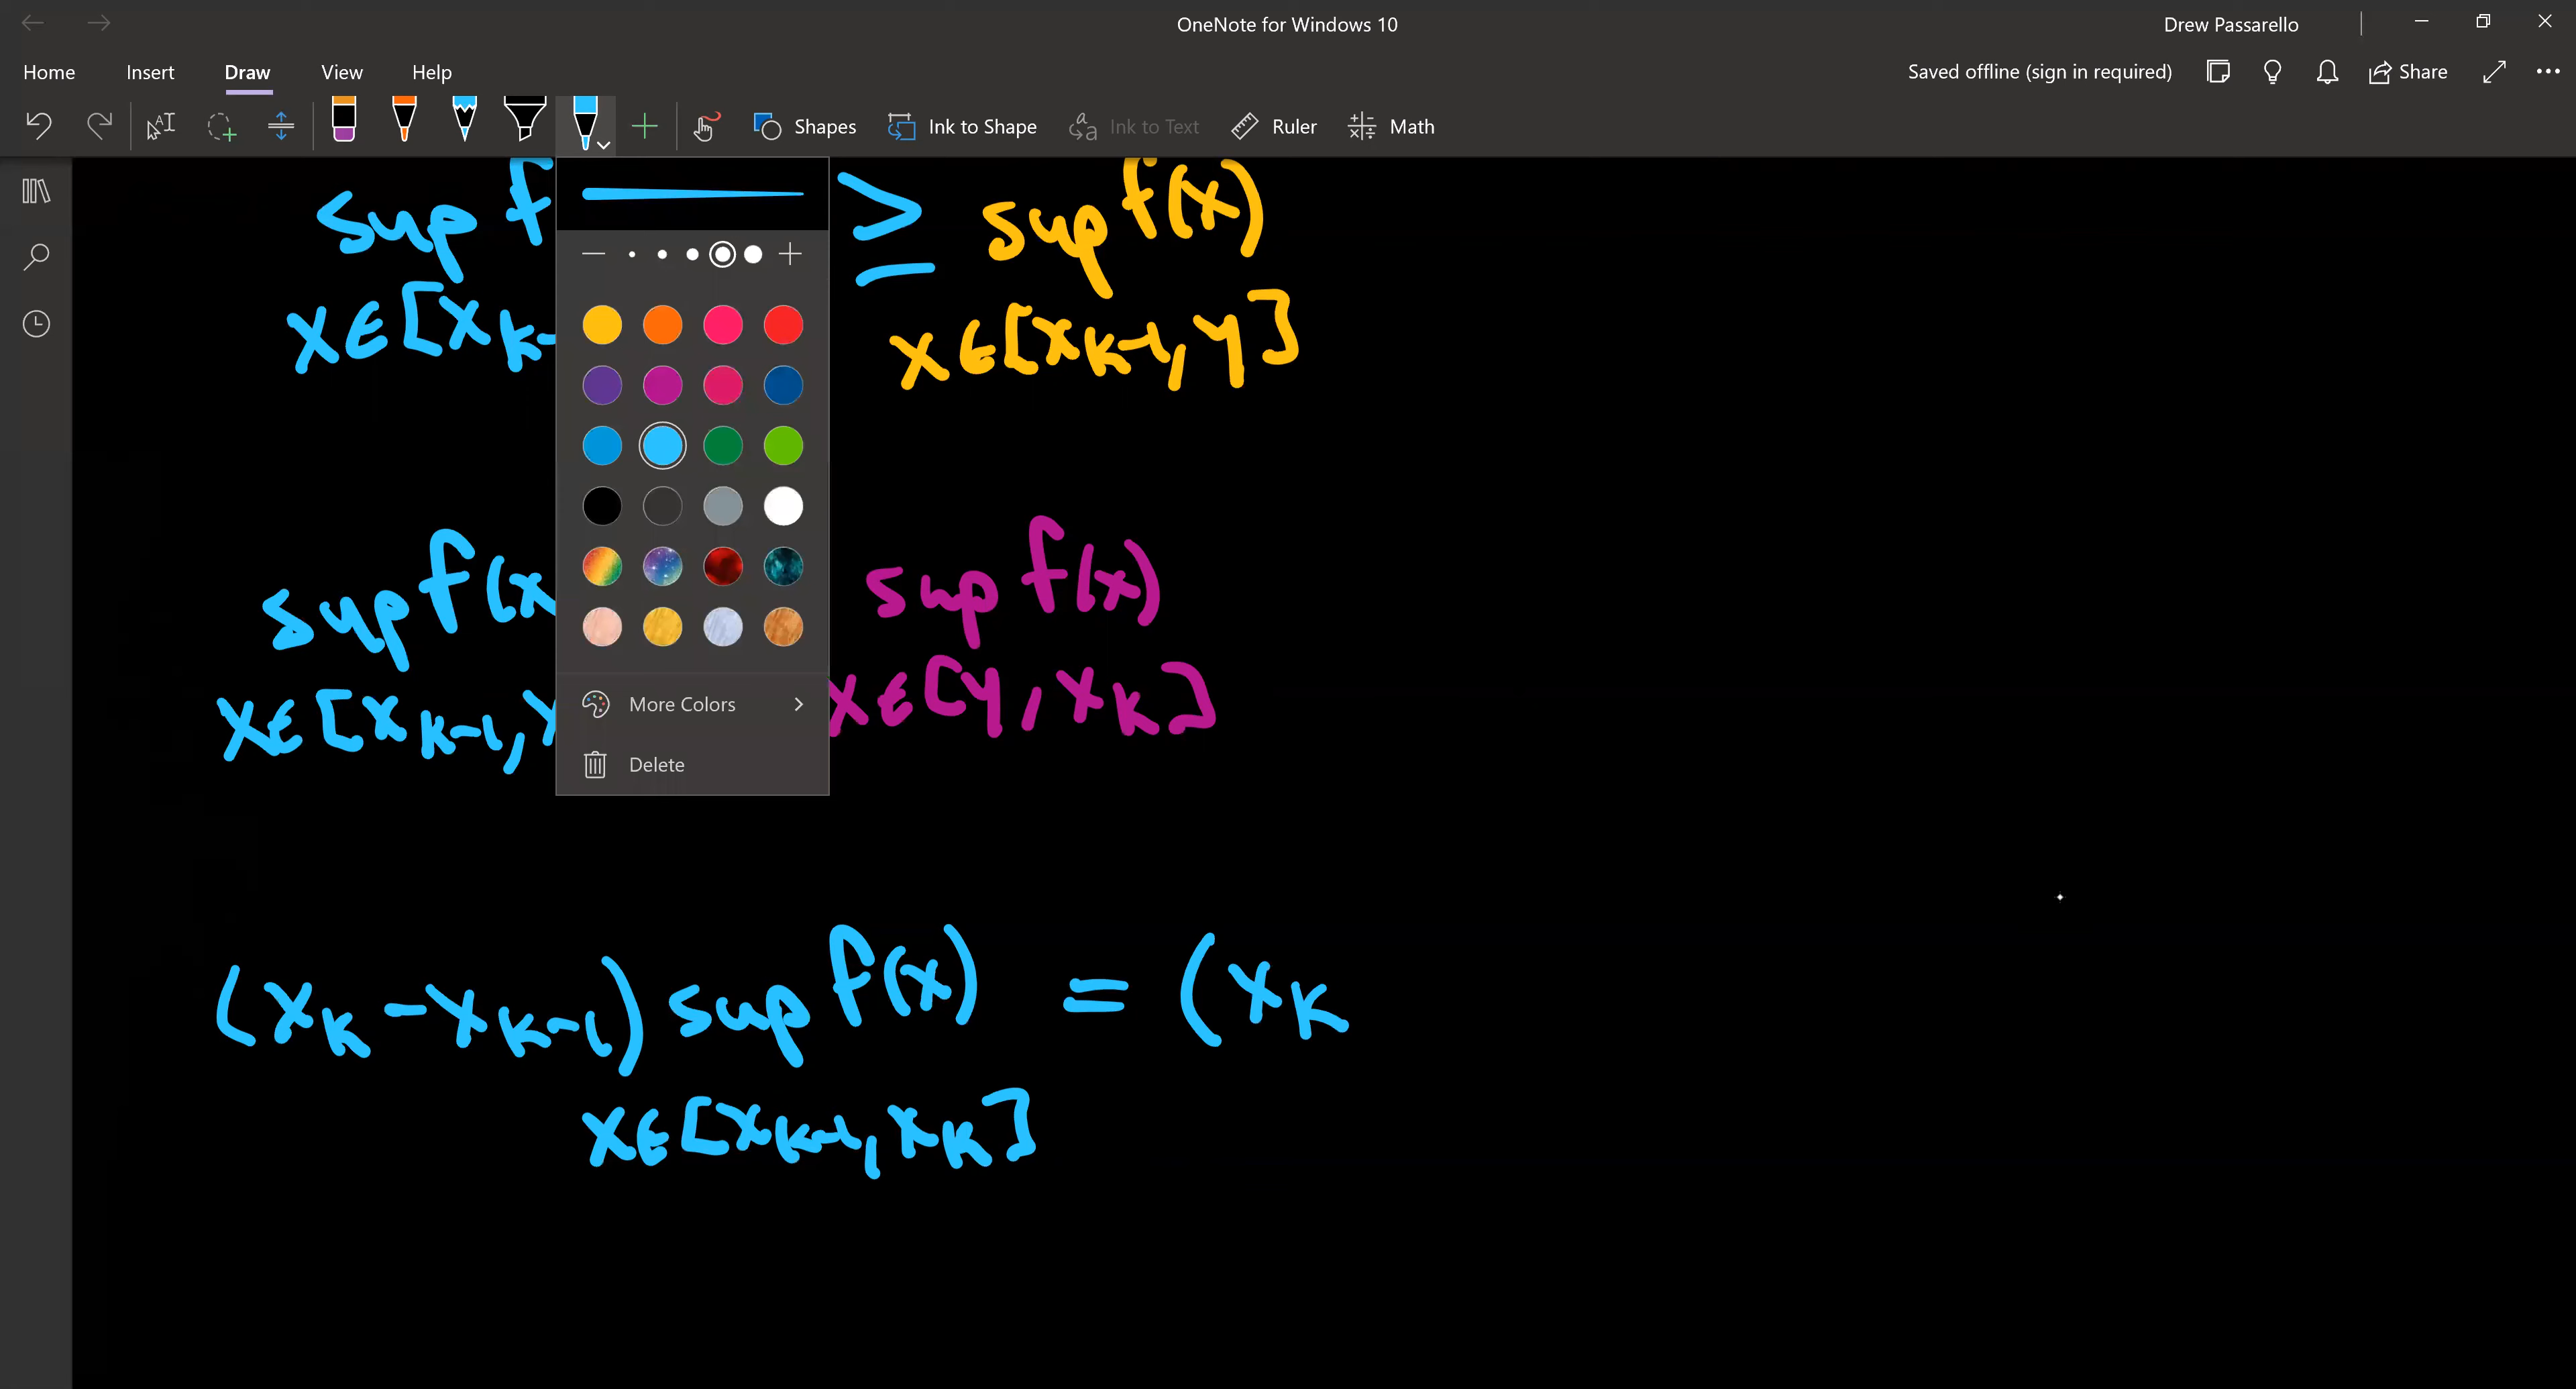 OneNote for Windows 10
Drew Passarello
Home Insert Draw View Help
Saved offline (sign in required) Share
Shapes Ink to Shape Ink to Text Ruler Math
sup f ≥ sup f(x)
x∈[x_{k- x∈[x_{k-1}, y]
sup f(x sup f(x)
x∈[x_{k-1}, x x∈[y, x_k]
More Colors
Delete
(x_k - x_{k-1}) sup f(x) = (x_k
x∈[x_{k-1}, x_k]